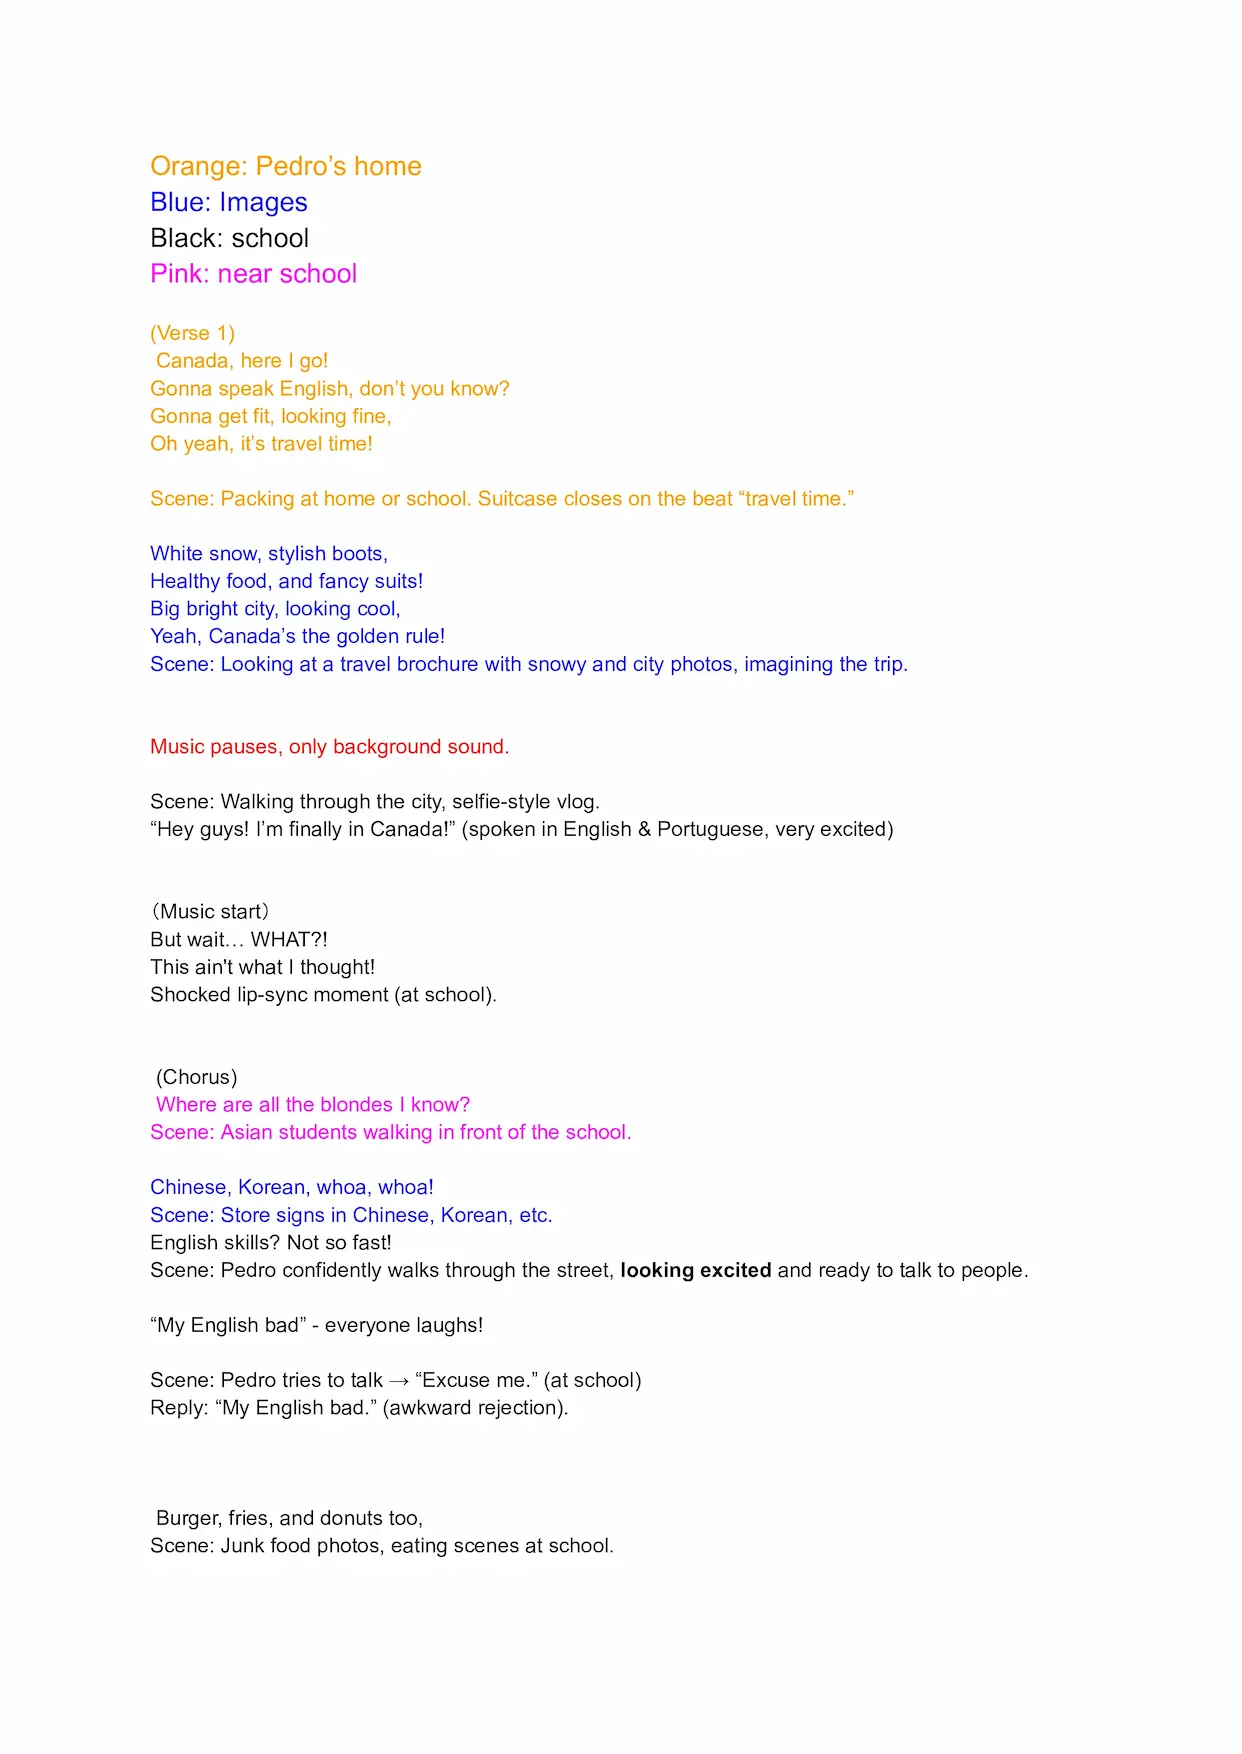 Orange: Pedro’s home
Blue: Images
Black: school
Pink: near school
(Verse 1)
Canada, here I go!
Gonna speak English, don’t you know?
Gonna get fit, looking fine,
Oh yeah, it’s travel time!
Scene: Packing at home or school. Suitcase closes on the beat “travel time.”
White snow, stylish boots,
Healthy food, and fancy suits!
Big bright city, looking cool,
Yeah, Canada’s the golden rule!
Scene: Looking at a travel brochure with snowy and city photos, imagining the trip.
Music pauses, only background sound.
Scene: Walking through the city, selfie-style vlog.
“Hey guys! I’m finally in Canada!” (spoken in English & Portuguese, very excited)
（Music start）
But wait… WHAT?!
This ain't what I thought!
Shocked lip-sync moment (at school).
(Chorus)
Where are all the blondes I know?
Scene: Asian students walking in front of the school.
Chinese, Korean, whoa, whoa!
Scene: Store signs in Chinese, Korean, etc.
English skills? Not so fast!
Scene: Pedro confidently walks through the street, looking excited and ready to talk to people.
“My English bad” - everyone laughs!
Scene: Pedro tries to talk → “Excuse me.” (at school)
Reply: “My English bad.” (awkward rejection).
Burger, fries, and donuts too,
Scene: Junk food photos, eating scenes at school.